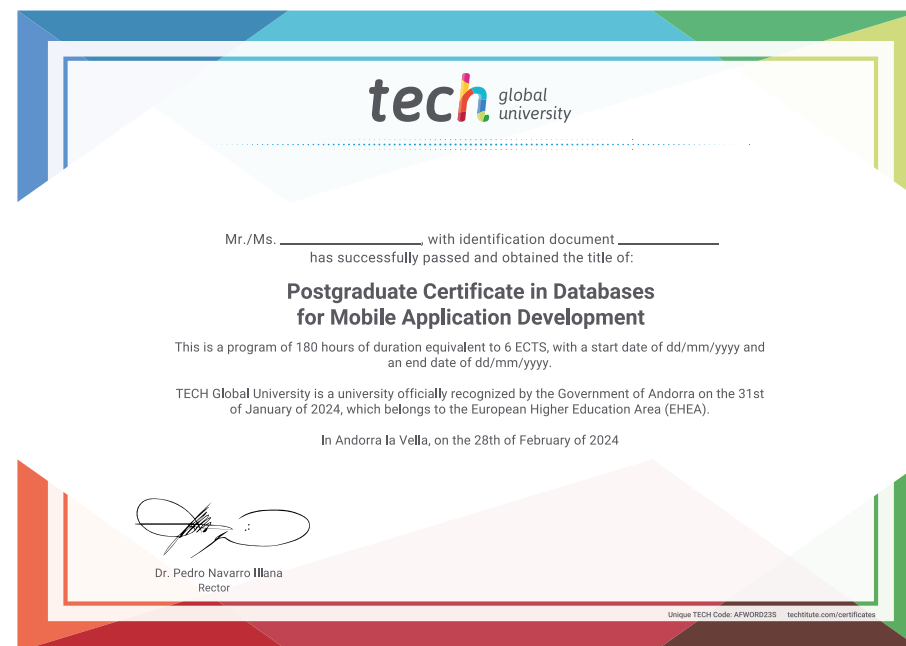 tech global university
Mr./Ms. ____________________, with identification document ______________
has successfully passed and obtained the title of:
Postgraduate Certificate in Databases
for Mobile Application Development
This is a program of 180 hours of duration equivalent to 6 ECTS, with a start date of dd/mm/yyyy and
an end date of dd/mm/yyyy.
TECH Global University is a university officially recognized by the Government of Andorra on the 31st
of January of 2024, which belongs to the European Higher Education Area (EHEA).
In Andorra la Vella, on the 28th of February of 2024
Dr. Pedro Navarro Illana
Rector
Unique TECH Code: AFWORD23S techtitute.com/certificates